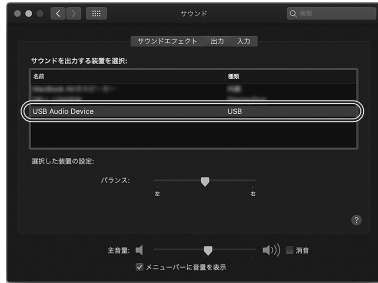 サウンド
検索
サウンドエフェクト 出力 入力
サウンドを出力する装置を選択:
名前 種類
USB Audio Device USB
選択した装置の設定:
バランス:
左 右
?
主音量: 消音
メニューバーに音量を表示